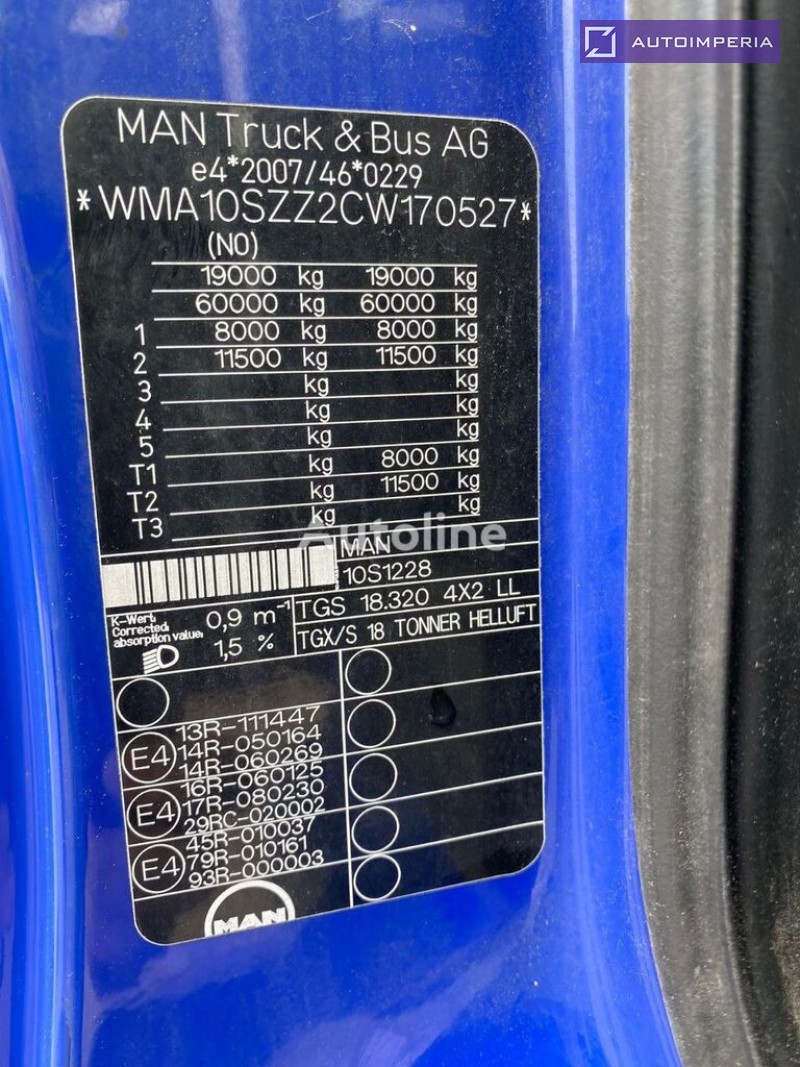 AUTOIMPERIA
MAN Truck & Bus AG
e4*2007/46*0229
*WMA10SZZ2CW170527*
(NO)
19000 kg 19000 kg
60000 kg 60000 kg
1 8000 kg 8000 kg
2 11500 kg 11500 kg
3 kg kg
4 kg kg
5 kg kg
T1 kg 8000 kg
T2 kg 11500 kg
T3 kg kg
Autoline
MAN
10S1228
K-Wert,
Corrected
absorption value,
0,9 m-1
1,5 %
TGS 18.320 4X2 LL
TGX/S 18 TONNER HELLUFT
13R-111447
E4 14R-050164
14R-060269
16R-060125
E4 17R-080230
29RC-020002
45R-010037
E4 79R-010161
93R-000003
MAN